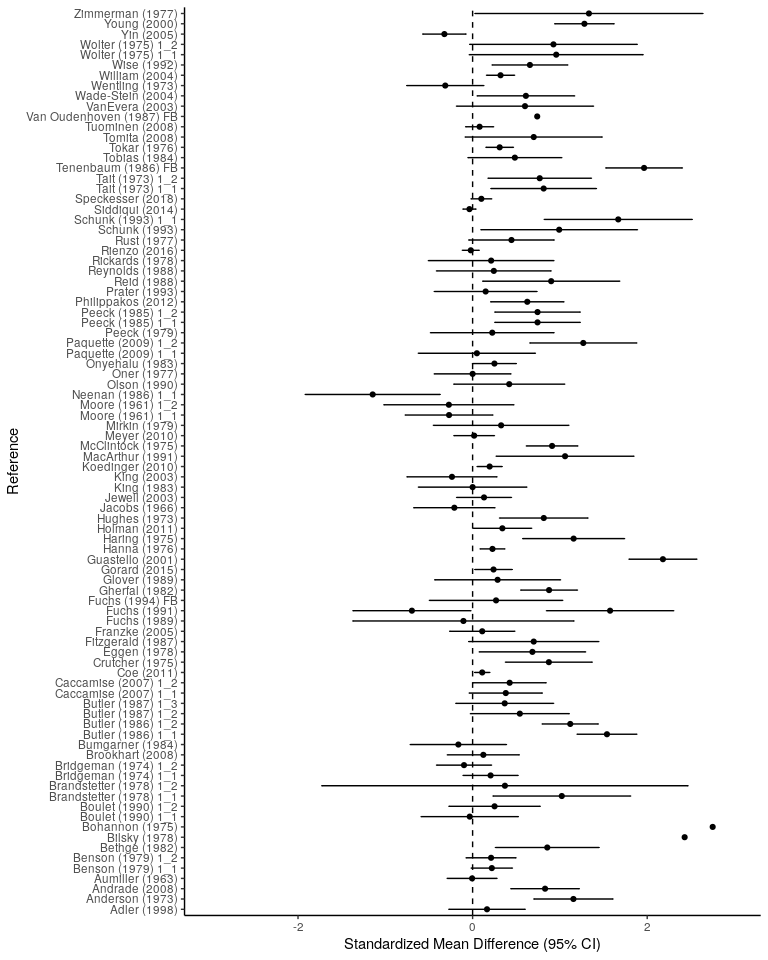 Zimmerman (1977)
Young (2000)
Yin (2005)
Wolter (1975) 1_2
Wolter (1975) 1_1
Wise (1992)
William (2004)
Wentling (1973)
Wade-Stein (2004)
VanEvera (2003)
Van Oudenhoven (1987) FB
Tuominen (2008)
Tomita (2008)
Tokar (1976)
Tobias (1984)
Tenenbaum (1986) FB
Tait (1973) 1_2
Tait (1973) 1_1
Speckesser (2018)
Siddiqui (2014)
Schunk (1993) 1_1
Schunk (1993)
Rust (1977)
Rienzo (2016)
Rickards (1978)
Reynolds (1988)
Reid (1988)
Prater (1993)
Philippakos (2012)
Peeck (1985) 1_2
Peeck (1985) 1_1
Peeck (1979)
Paquette (2009) 1_2
Paquette (2009) 1_1
Onyehalu (1983)
Oner (1977)
Olson (1990)
Neenan (1986) 1_1
Moore (1961) 1_2
Moore (1961) 1_1
Mirkin (1979)
Meyer (2010)
McClintock (1975)
MacArthur (1991)
Koedinger (2010)
King (2003)
King (1983)
Jewell (2003)
Jacobs (1966)
Hughes (1973)
Holman (2011)
Haring (1975)
Hanna (1976)
Guastello (2001)
Gorard (2015)
Glover (1989)
Gherfal (1982)
Fuchs (1994) FB
Fuchs (1991)
Fuchs (1989)
Franzke (2005)
Fitzgerald (1987)
Eggen (1978)
Crutcher (1975)
Coe (2011)
Caccamise (2007) 1_2
Caccamise (2007) 1_1
Butler (1987) 1_3
Butler (1987) 1_2
Butler (1986) 1_2
Butler (1986) 1_1
Bumgarner (1984)
Brookhart (2008)
Bridgeman (1974) 1_2
Bridgeman (1974) 1_1
Brandstetter (1978) 1_2
Brandstetter (1978) 1_1
Boulet (1990) 1_2
Boulet (1990) 1_1
Bohannon (1975)
Bilsky (1978)
Bethge (1982)
Benson (1979) 1_2
Benson (1979) 1_1
Aumiller (1963)
Andrade (2008)
Anderson (1973)
Adler (1998)
Reference
-2 0 2
Standardized Mean Difference (95% CI)